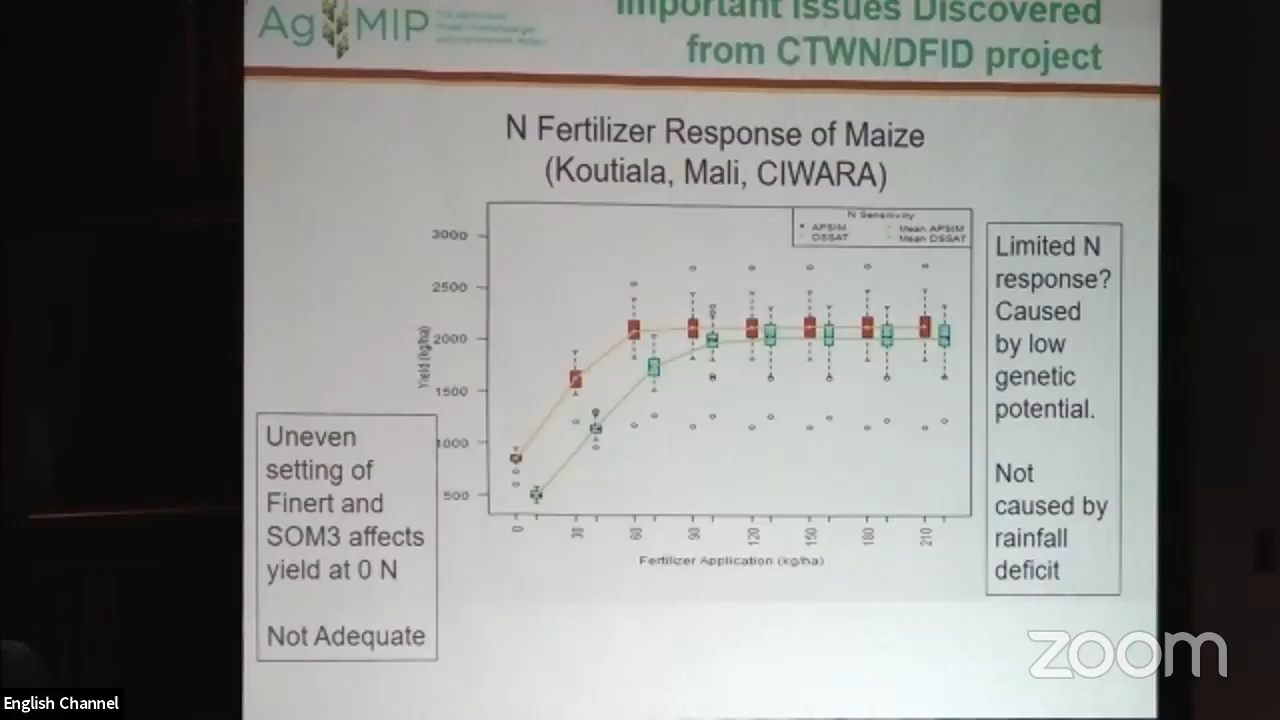 AgMIP
Important Issues Discovered
from CTWN/DFID project
N Fertilizer Response of Maize
(Koutiala, Mali, CIWARA)
N Sensitivity
APSIM
Mean APSIM
DSSAT
Mean DSSAT
3000
2500
2000
1500
1000
500
Yield (kg/ha)
0
30
60
90
120
150
180
210
Fertilizer Application (kg/ha)
Uneven
setting of
Finert and
SOM3 affects
yield at 0 N
Not Adequate
Limited N
response?
Caused
by low
genetic
potential.
Not
caused by
rainfall
deficit
zoom
English Channel